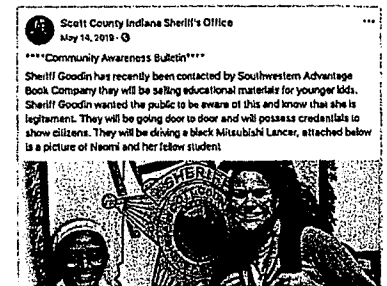 Scott County Indiana Sheriff's Office
May 14, 2019 ·
****Community Awareness Bulletin****
Sheriff Goodin has recently been contacted by Southwestern Advantage
Book Company they will be selling educational materials for younger kids.
Sheriff Goodin wanted the public to be aware of this and know that she is
legitament. They will be going door to door and will possess credentials to
show citizens. They will be driving a black Mitsubishi Lancer, attached below
is a picture of Naomi and her fellow student
SHERIFF